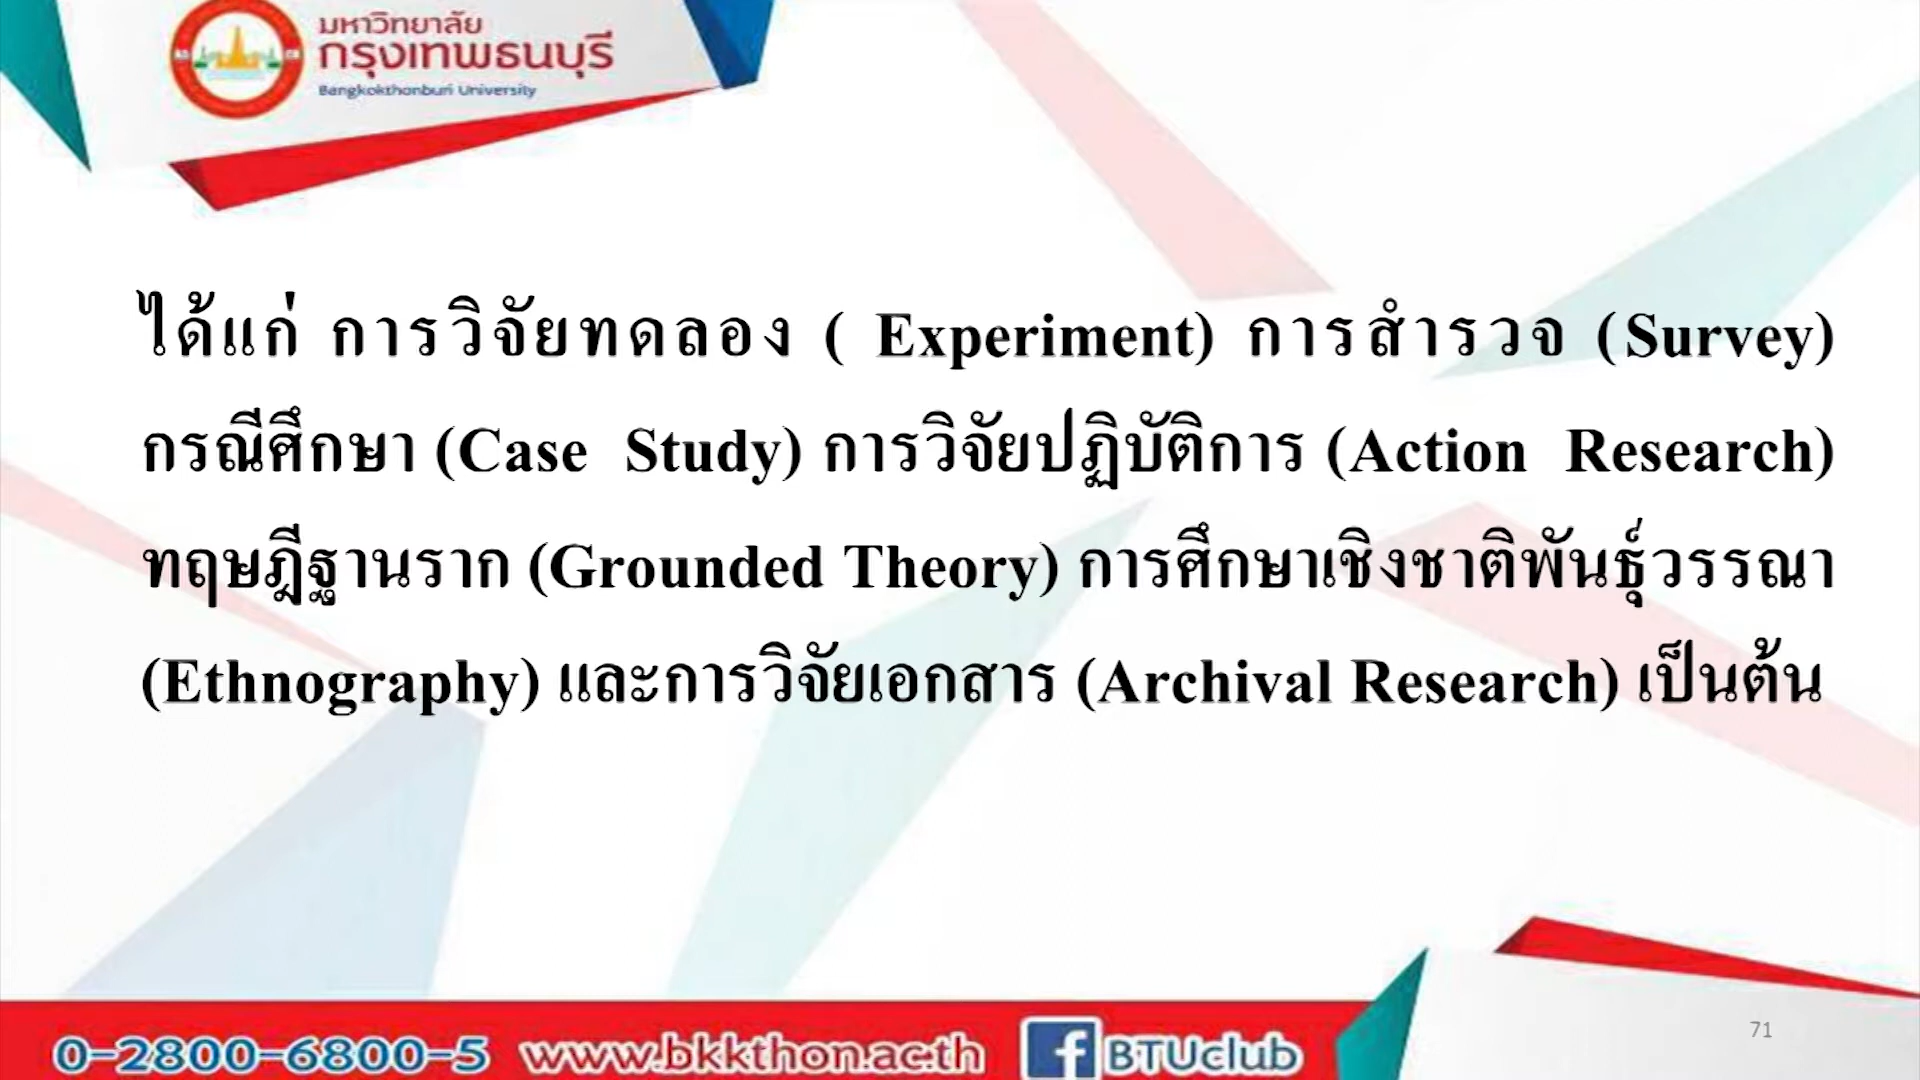 มหาวิทยาลัย
กรุงเทพธนบุรี
Bangkokthonburi University
ได้แก่ การวิจัยทดลอง ( Experiment) การสำรวจ (Survey)
กรณีศึกษา (Case Study) การวิจัยปฏิบัติการ (Action Research)
ทฤษฎีฐานราก (Grounded Theory) การศึกษาเชิงชาติพันธุ์วรรณา
(Ethnography) และการวิจัยเอกสาร (Archival Research) เป็นต้น
71
0-2800-6800-5 www.bkkthon.ac.th f BTUclub